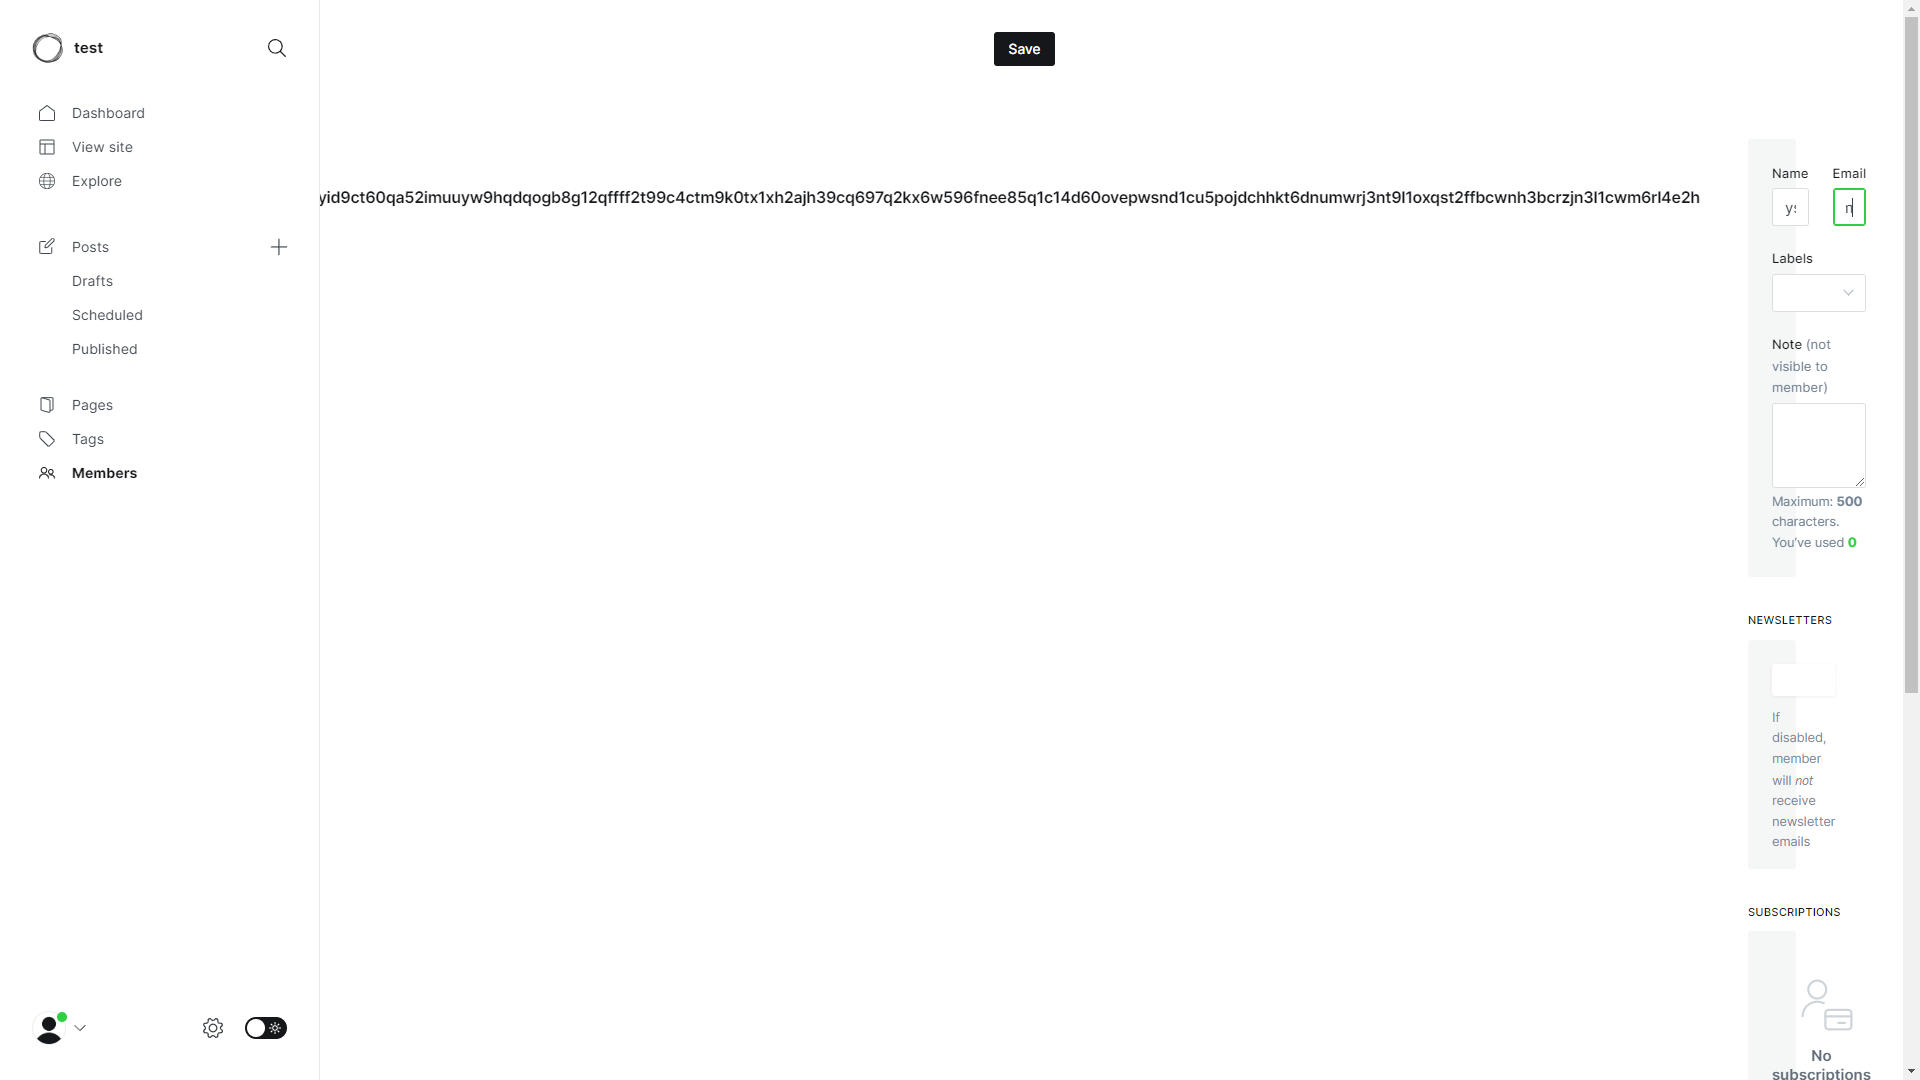 test
Save
Dashboard
View site
Explore
Posts
Drafts
Scheduled
Published
Pages
Tags
Members
yid9ct60qa52imuuyw9hqdqogb8g12qffff2t99c4ctm9k0tx1xh2ajh39cq697q2kx6w596fnee85q1c14d60ovepwsnd1cu5pojdchhkt6dnumwrj3nt9l1oxqst2ffbcwnh3bcrzjn3l1cwm6rl4e2h
Name Email
Labels
Note (not
visible to
member)
Maximum: 500
characters.
You've used 0
NEWSLETTERS
If
disabled,
member
will not
receive
newsletter
emails
SUBSCRIPTIONS
No
subscriptions